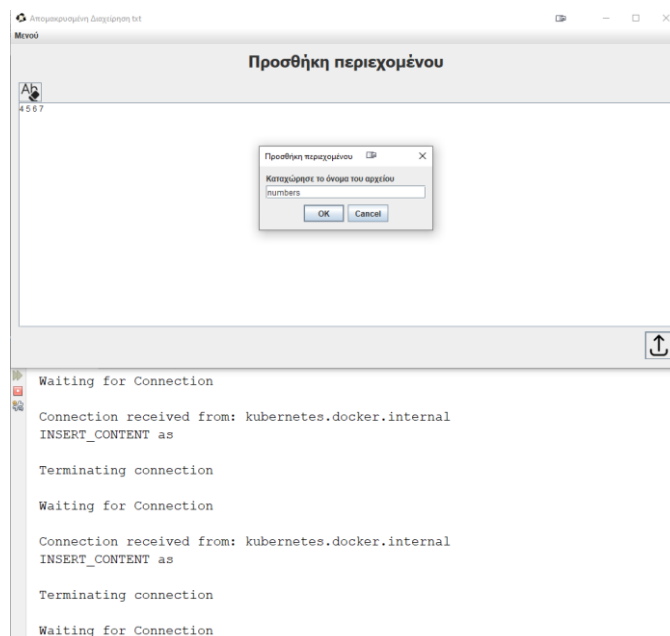 Απομακρυσμένη Διαχείριση txt
Μενού
Προσθήκη περιεχομένου
Ab
4 5 6 7
Προσθήκη περιεχομένου
Καταχώρησε το όνομα του αρχείου
numbers
OK Cancel
Waiting for Connection
Connection received from: kubernetes.docker.internal
INSERT_CONTENT as
Terminating connection
Waiting for Connection
Connection received from: kubernetes.docker.internal
INSERT_CONTENT as
Terminating connection
Waiting for Connection